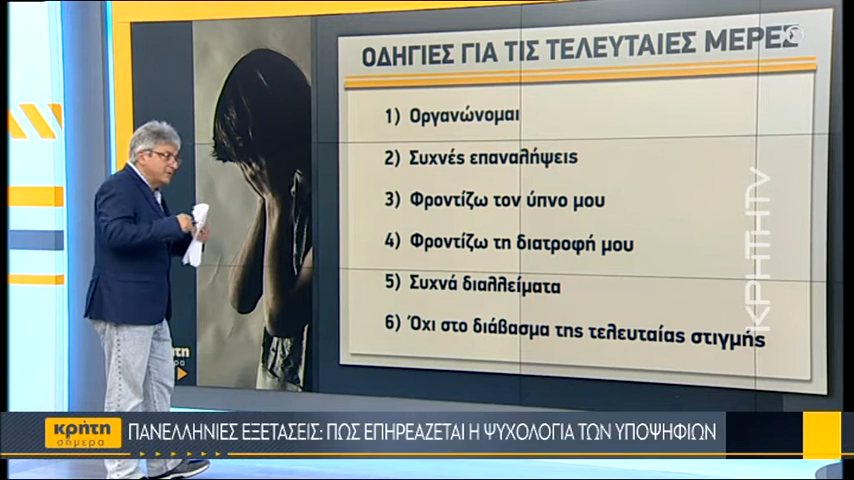 ΟΔΗΓΙΕΣ ΓΙΑ ΤΙΣ ΤΕΛΕΥΤΑΙΕΣ ΜΕΡΕΣ
1) Οργανώνομαι
2) Συχνές επαναλήψεις
3) Φροντίζω τον ύπνο μου
4) Φροντίζω τη διατροφή μου
5) Συχνά διαλλείματα
6) Όχι στο διάβασμα της τελευταίας στιγμής
ΚΡΗΤΗTV
κρήτη
σήμερα
ΠΑΝΕΛΛΗΝΙΕΣ ΕΞΕΤΑΣΕΙΣ: ΠΩΣ ΕΠΗΡΕΑΖΕΤΑΙ Η ΨΥΧΟΛΟΓΙΑ ΤΩΝ ΥΠΟΨΗΦΙΩΝ